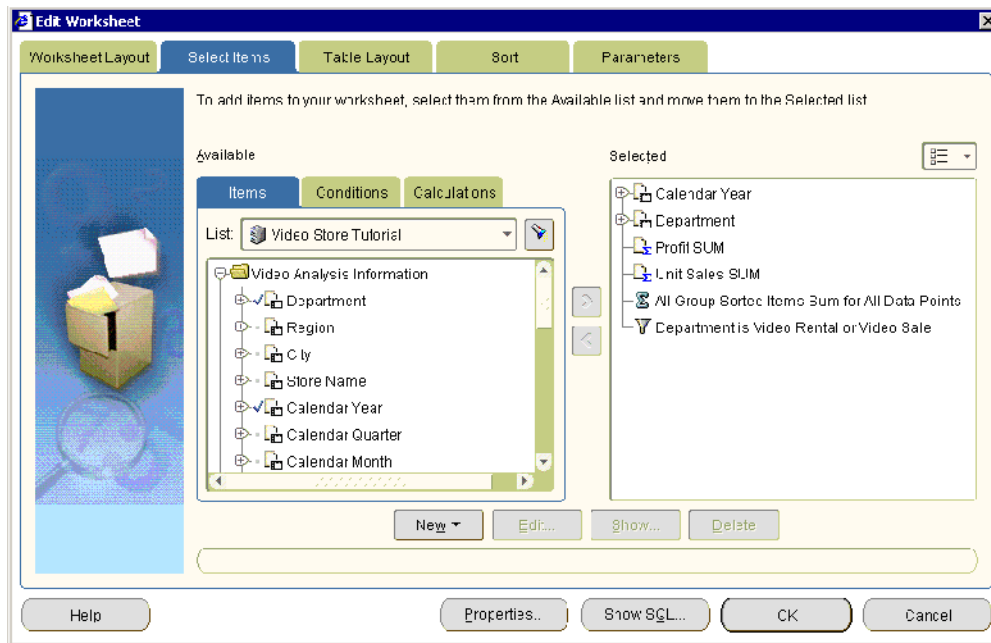 Edit Worksheet
Worksheet Layout
Select Items
Table Layout
Sort
Parameters
To add items to your worksheet, select them from the Available list and move them to the Selected list
Available
Selected
Items
Conditions
Calculations
List:
Video Store Tutorial
Video Analysis Information
Department
Region
City
Store Name
Calendar Year
Calendar Quarter
Calendar Month
Calendar Year
Department
Profit SUM
Unit Sales SUM
All Group Sorted Items Sum for All Data Points
Department is Video Rental or Video Sale
New
Edit...
Show...
Delete
Help
Properties..
Show SQL...
OK
Cancel